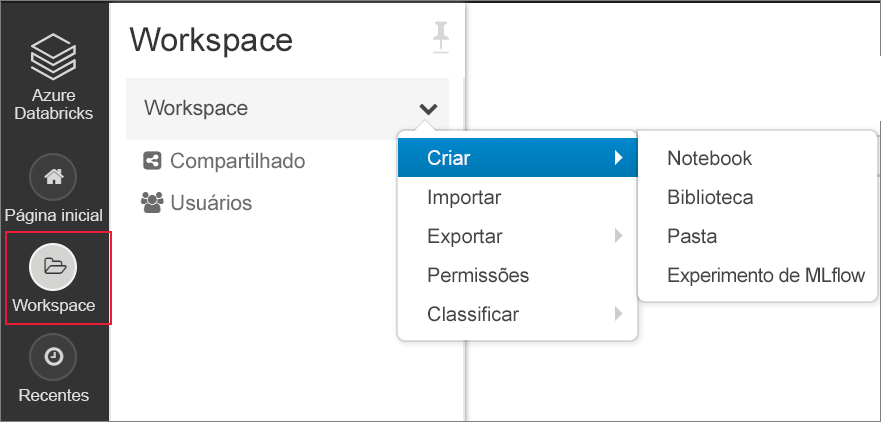 Azure
Databricks
Página inicial
Workspace
Recentes
Workspace
Workspace
Compartilhado
Usuários
Criar
Importar
Exportar
Permissões
Classificar
Notebook
Biblioteca
Pasta
Experimento de MLflow